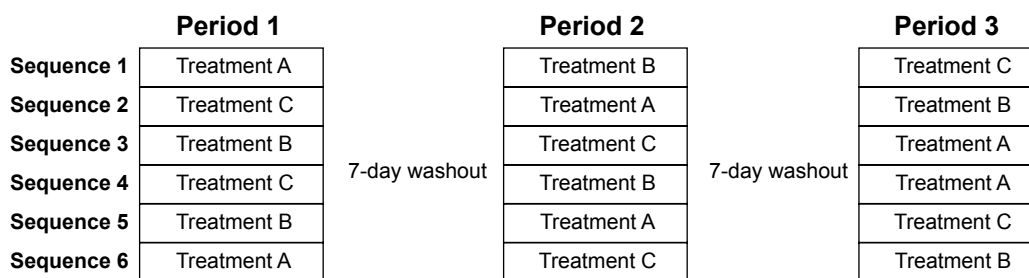 Period 1 Period 2 Period 3
Sequence 1 Treatment A Treatment B Treatment C
Sequence 2 Treatment C Treatment A Treatment B
Sequence 3 Treatment B Treatment C Treatment A
7-day washout 7-day washout
Sequence 4 Treatment C Treatment B Treatment A
Sequence 5 Treatment B Treatment A Treatment C
Sequence 6 Treatment A Treatment C Treatment B